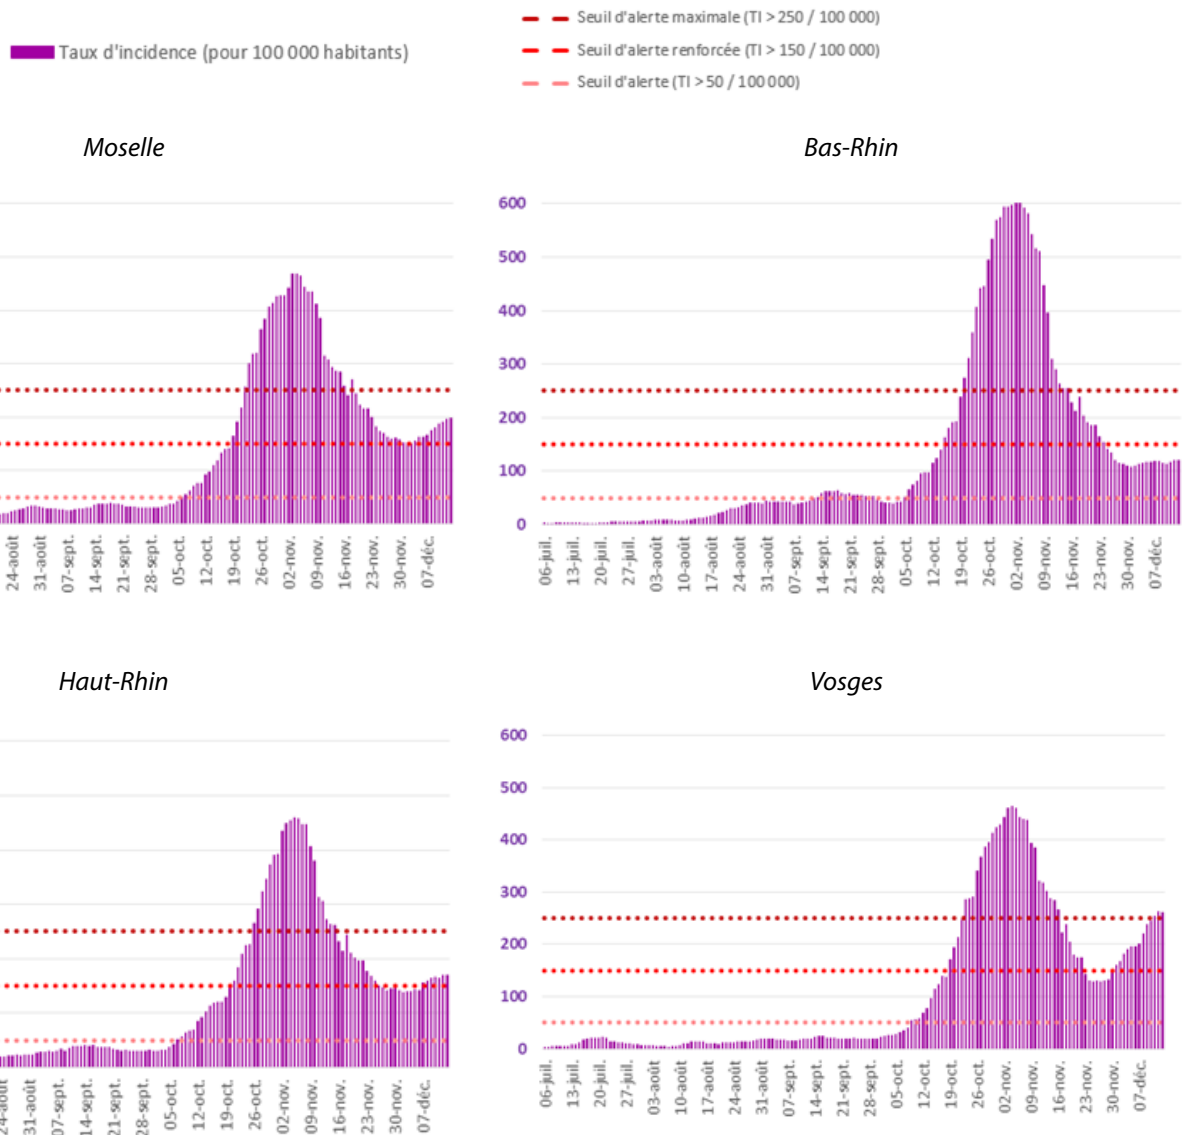 Seuil d'alerte maximale (TI > 250 / 100 000)
Taux d'incidence (pour 100 000 habitants)
Seuil d'alerte renforcée (TI > 150 / 100 000)
Seuil d'alerte (TI > 50 / 100 000)
Moselle
24-août
31-août
07-sept.
14-sept.
21-sept.
28-sept.
05-oct.
12-oct.
19-oct.
26-oct.
02-nov.
09-nov.
16-nov.
23-nov.
30-nov.
07-déc.
Bas-Rhin
600
500
400
300
200
100
0
06-juil.
13-juil.
20-juil.
27-juil.
03-août
10-août
17-août
24-août
31-août
07-sept.
14-sept.
21-sept.
28-sept.
05-oct.
12-oct.
19-oct.
26-oct.
02-nov.
09-nov.
16-nov.
23-nov.
30-nov.
07-déc.
Haut-Rhin
24-août
31-août
07-sept.
14-sept.
21-sept.
28-sept.
05-oct.
12-oct.
19-oct.
26-oct.
02-nov.
09-nov.
16-nov.
23-nov.
30-nov.
07-déc.
Vosges
600
500
400
300
200
100
0
06-juil.
13-juil.
20-juil.
27-juil.
03-août
10-août
17-août
24-août
31-août
07-sept.
14-sept.
21-sept.
28-sept.
05-oct.
12-oct.
19-oct.
26-oct.
02-nov.
09-nov.
16-nov.
23-nov.
30-nov.
07-déc.